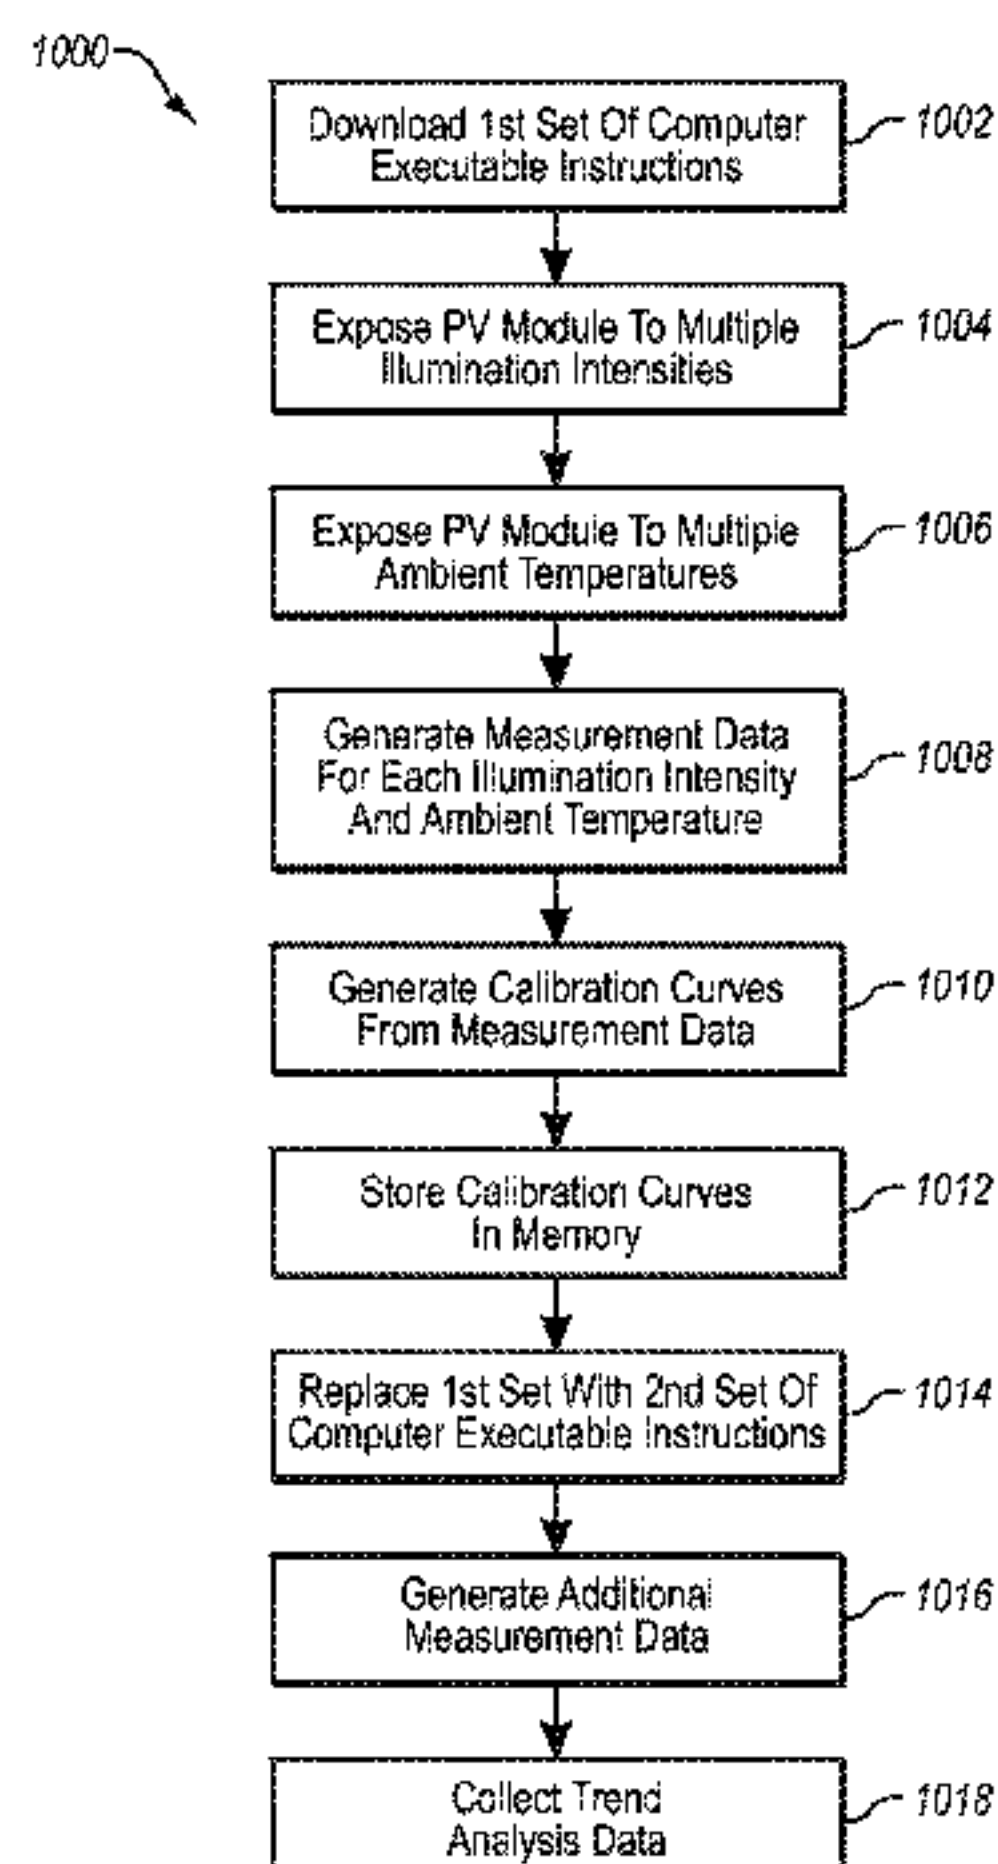 1000
Download 1st Set Of Computer
Executable Instructions
1002
Expose PV Module To Multiple
Illumination Intensities
1004
Expose PV Module To Multiple
Ambient Temperatures
1006
Generate Measurement Data
For Each Illumination Intensity
And Ambient Temperature
1008
Generate Calibration Curves
From Measurement Data
1010
Store Calibration Curves
In Memory
1012
Replace 1st Set With 2nd Set Of
Computer Executable Instructions
1014
Generate Additional
Measurement Data
1016
Collect Trend
Analysis Data
1018